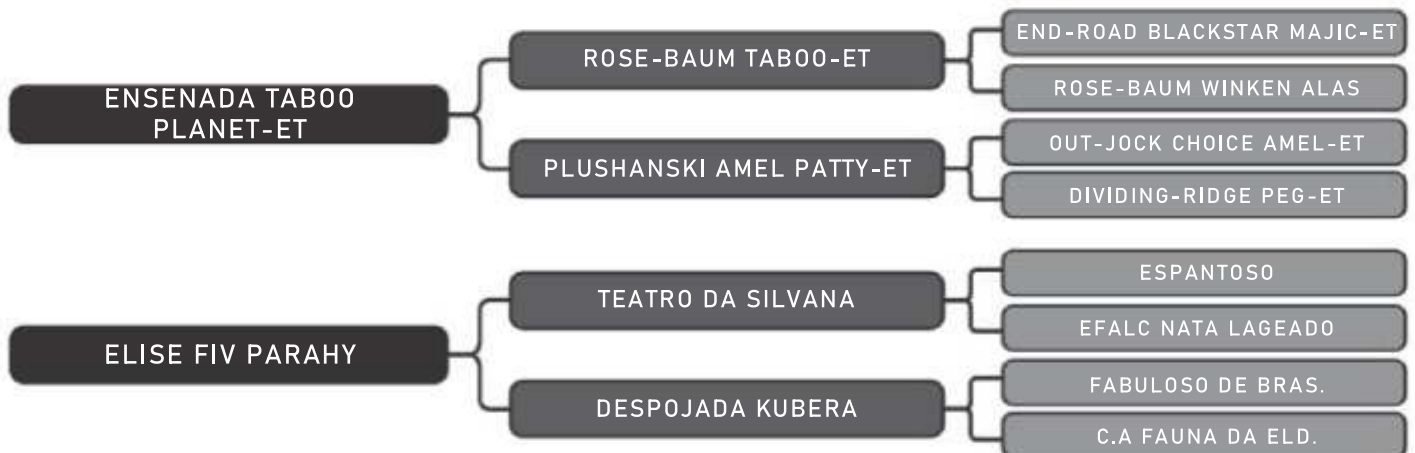 ENSENADA TABOO
PLANET-ET
ROSE-BAUM TABOO-ET
END-ROAD BLACKSTAR MAJIC-ET
ROSE-BAUM WINKEN ALAS
PLUSHANSKI AMEL PATTY-ET
OUT-JOCK CHOICE AMEL-ET
DIVIDING-RIDGE PEG-ET
ELISE FIV PARAHY
TEATRO DA SILVANA
ESPANTOSO
EFALC NATA LAGEADO
DESPOJADA KUBERA
FABULOSO DE BRAS.
C.A FAUNA DA ELD.